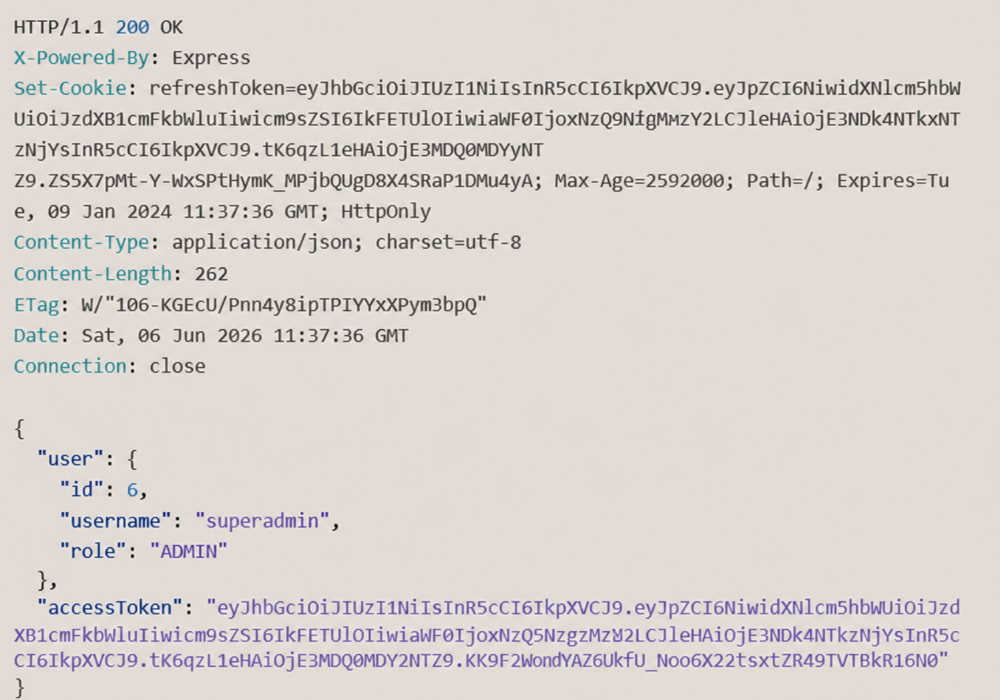 HTTP/1.1 200 OK
X-Powered-By: Express
Set-Cookie: refreshToken=eyJhbGciOiJIUzI1NiIsInR5cCI6IkpXVCJ9.eyJpZCI6NiwidXNlcm5hbW
UiOiJzdXB1cmFkbWluIiwicm9sZSI6IkFETUlOIiwiaWF0IjoxNzQ9NfgMмzY2LCJleHAiOjE3NDk4NTkxNT
zNjYsInR5cCI6IkpXVCJ9.tK6qzL1eHAiOjE3MDQ0MDYyNT
Z9.ZS5X7pMt-Y-WxSPtHymK_MPjbQUgD8X4SRaP1DMu4yA; Max-Age=2592000; Path=/; Expires=Tu
e, 09 Jan 2024 11:37:36 GMT; HttpOnly
Content-Type: application/json; charset=utf-8
Content-Length: 262
ETag: W/"106-KGEcU/Pnn4y8ipTPIYYxXPym3bpQ"
Date: Sat, 06 Jun 2026 11:37:36 GMT
Connection: close
{
"user": {
"id": 6,
"username": "superadmin",
"role": "ADMIN"
},
"accessToken": "eyJhbGciOiJIUzI1NiIsInR5cCI6IkpXVCJ9.eyJpZCI6NiwidXNlcm5hbWUiOiJzd
XB1cmFkbWluIiwicm9sZSI6IkFETUlOIiwiaWF0IjoxNzQ5NzgzMzY2LCJleHAiOjE3NDk4NTkzNjYsInR5c
CI6IkpXVCJ9.tK6qzL1eHAiOjE3MDQ0MDY2NTZ9.KK9F2WondYAZ6UkfU_Noo6X22tsxtZR49TVTBkR16N0"
}